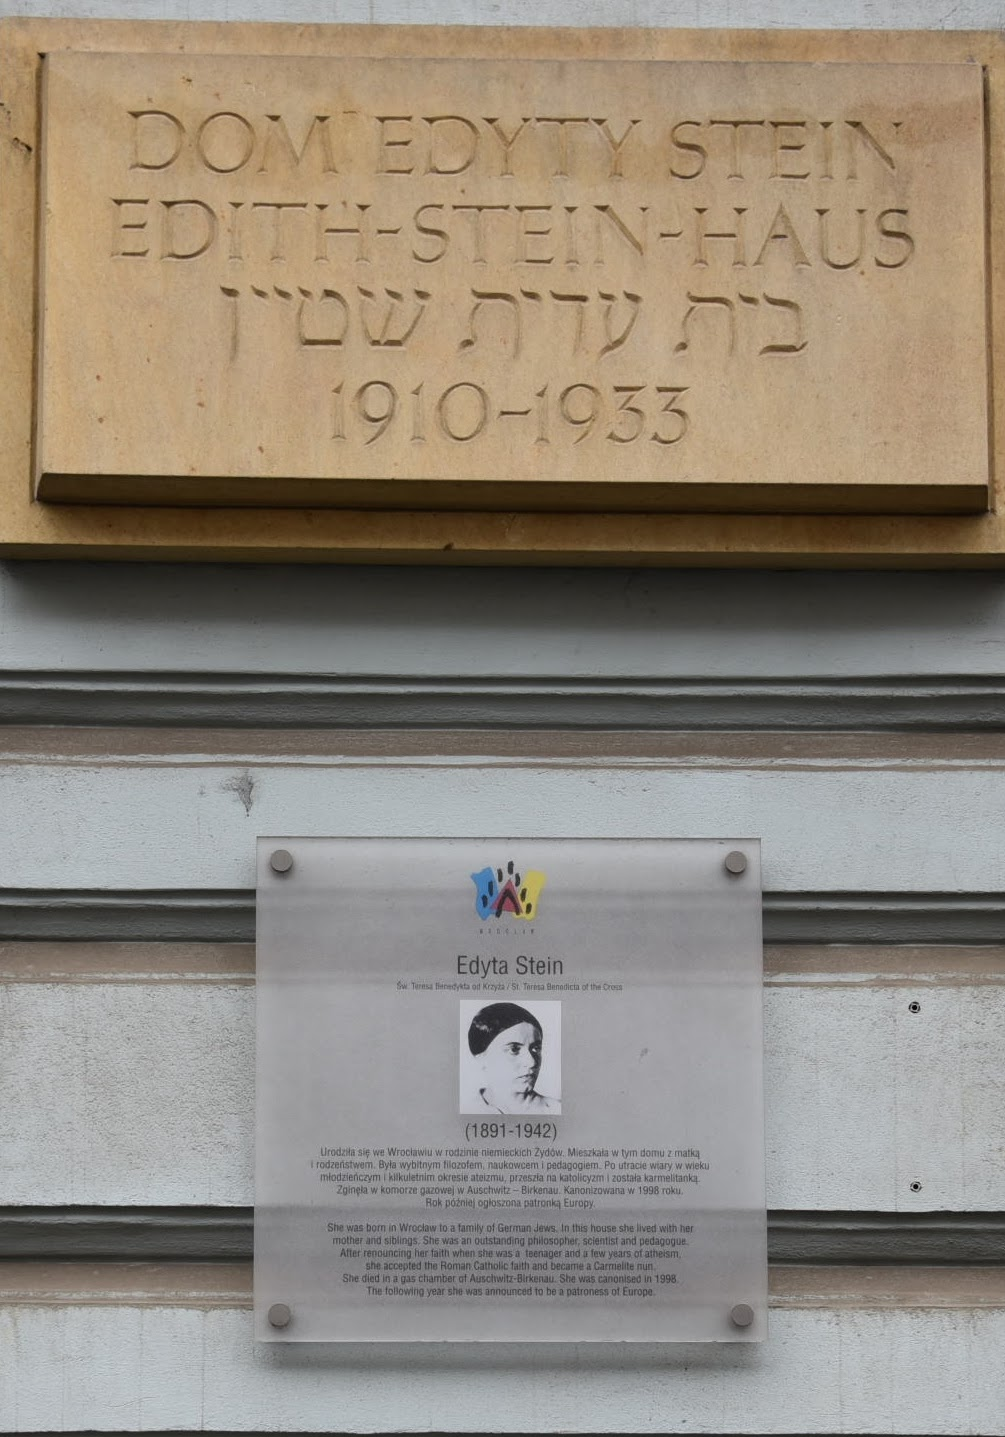 DOM EDYTY STEIN
EDITH-STEIN-HAUS
בית עדית שטיין
1910–1933
Edyta Stein
Św. Teresa Benedykta od Krzyża / St. Teresa Benedicta of the Cross
(1891-1942)
Urodziła się we Wrocławiu w rodzinie niemieckich Żydów. Mieszkała w tym domu z matką
i rodzeństwem. Była wybitnym filozofem, naukowcem i pedagogiem. Po utracie wiary w wieku
młodzieńczym i kilkuletnim okresie ateizmu, przeszła na katolicyzm i została karmelitanką.
Zginęła w komorze gazowej w Auschwitz – Birkenau. Kanonizowana w 1998 roku.
Rok później ogłoszona patronką Europy.
She was born in Wrocław to a family of German Jews. In this house she lived with her
mother and siblings. She was an outstanding philosopher, scientist and pedagogue.
After renouncing her faith when she was a teenager and a few years of atheism,
she accepted the Roman Catholic faith and became a Carmelite nun.
She died in a gas chamber of Auschwitz-Birkenau. She was canonised in 1998.
The following year she was announced to be a patroness of Europe.